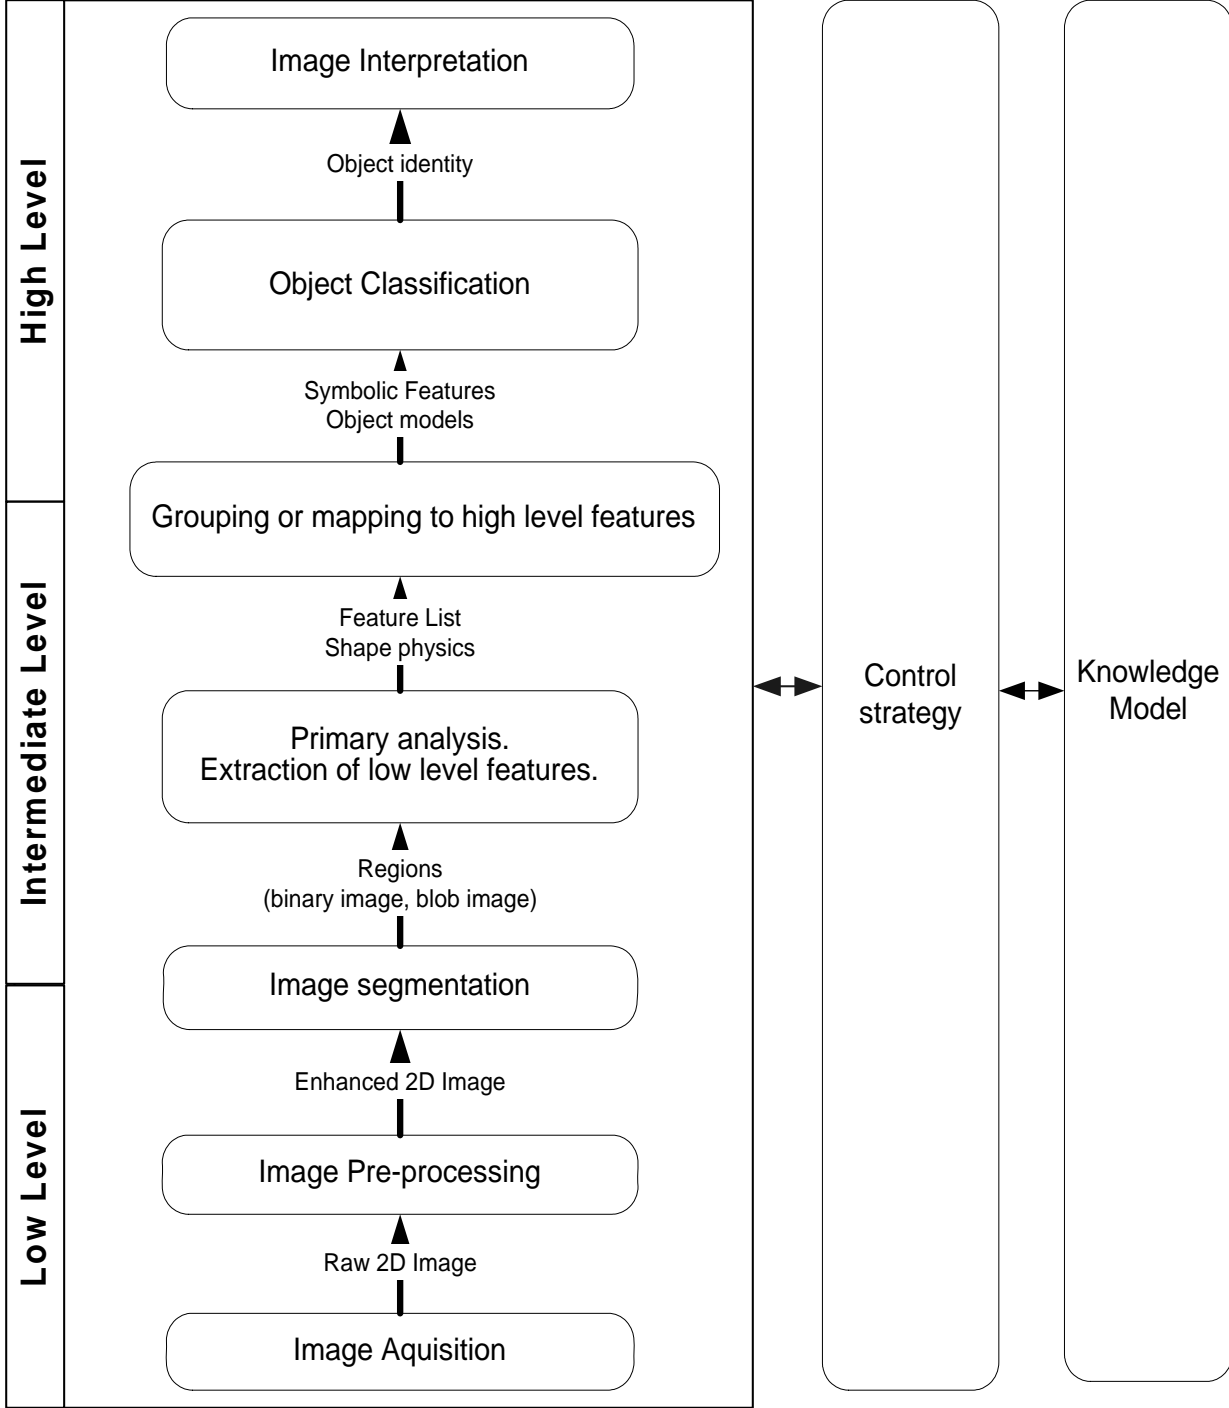 High Level
Intermediate Level
Low Level
Image Interpretation
Object identity
Object Classification
Symbolic Features
Object models
Grouping or mapping to high level features
Feature List
Shape physics
Primary analysis.
Extraction of low level features.
Regions
(binary image, blob image)
Image segmentation
Enhanced 2D Image
Image Pre-processing
Raw 2D Image
Image Aquisition
Control
strategy
Knowledge
Model